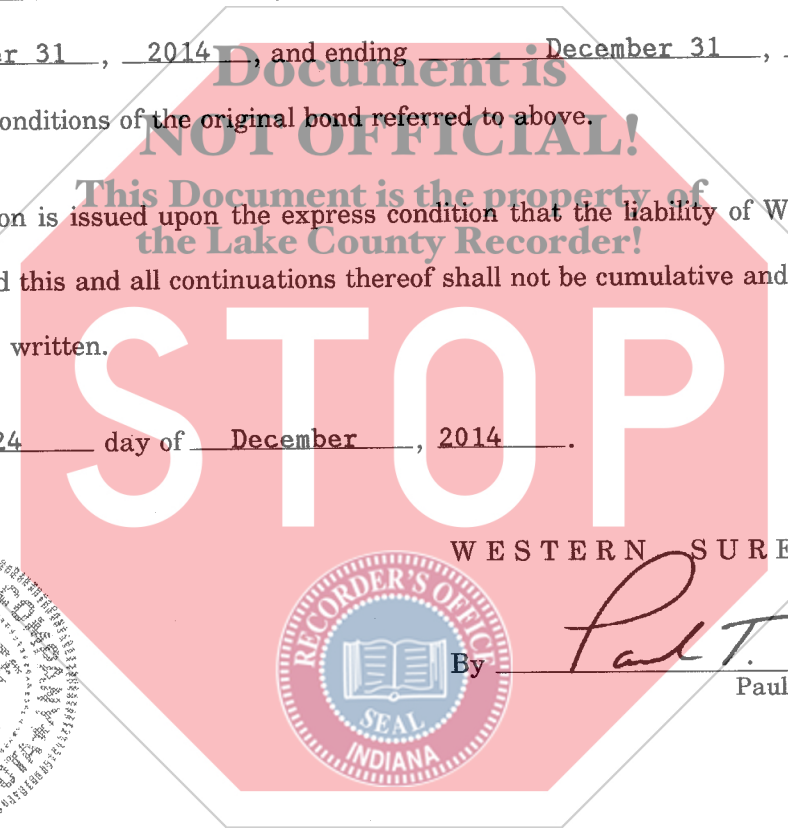 er 31 , 2014 , and ending December 31 ,
Document is
onditions of the original bond referred to above.
NOT OFFICIAL!
This Document is the property of
on is issued upon the express condition that the liability of W
the Lake County Recorder!
d this and all continuations thereof shall not be cumulative and
written.
STOP
24 day of December , 2014 .
WESTERN SURE
RECORDER'S OFFICE
SEAL
INDIANA
By Paul T.
Paul